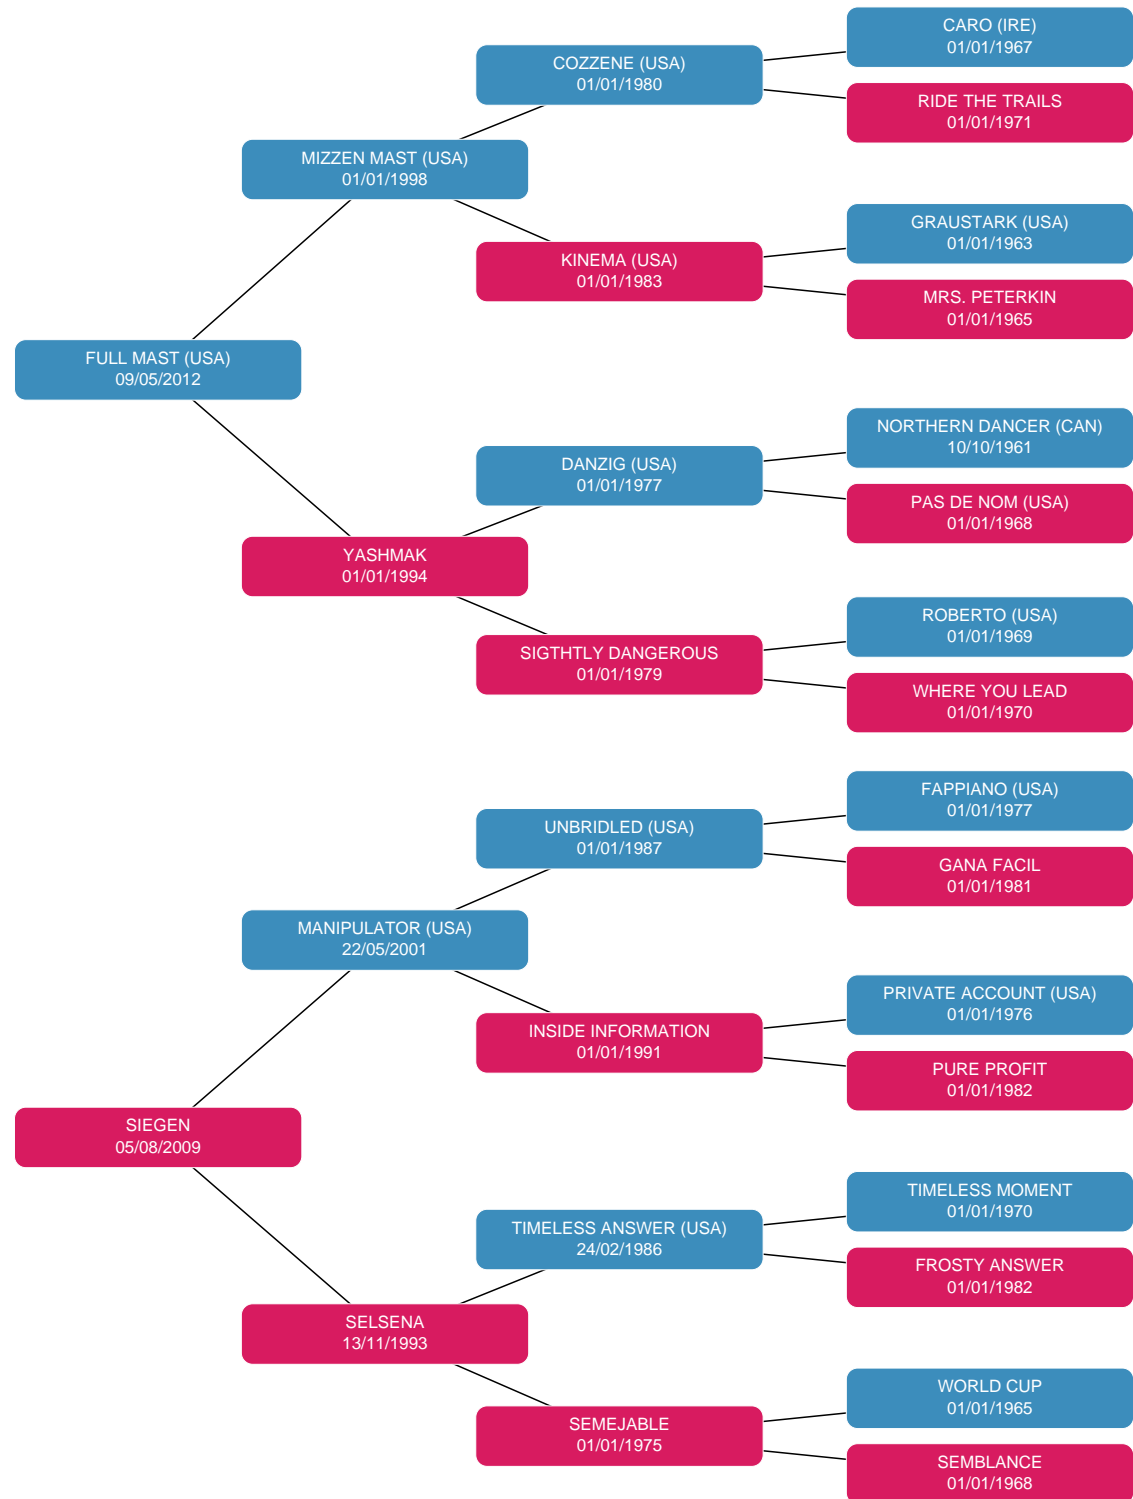 CARO (IRE)
01/01/1967
COZZENE (USA)
01/01/1980
RIDE THE TRAILS
01/01/1971
MIZZEN MAST (USA)
01/01/1998
GRAUSTARK (USA)
01/01/1963
KINEMA (USA)
01/01/1983
MRS. PETERKIN
01/01/1965
FULL MAST (USA)
09/05/2012
NORTHERN DANCER (CAN)
10/10/1961
DANZIG (USA)
01/01/1977
PAS DE NOM (USA)
01/01/1968
YASHMAK
01/01/1994
ROBERTO (USA)
01/01/1969
SIGTHTLY DANGEROUS
01/01/1979
WHERE YOU LEAD
01/01/1970
FAPPIANO (USA)
01/01/1977
UNBRIDLED (USA)
01/01/1987
GANA FACIL
01/01/1981
MANIPULATOR (USA)
22/05/2001
PRIVATE ACCOUNT (USA)
01/01/1976
INSIDE INFORMATION
01/01/1991
PURE PROFIT
01/01/1982
SIEGEN
05/08/2009
TIMELESS MOMENT
01/01/1970
TIMELESS ANSWER (USA)
24/02/1986
FROSTY ANSWER
01/01/1982
SELSENA
13/11/1993
WORLD CUP
01/01/1965
SEMEJABLE
01/01/1975
SEMBLANCE
01/01/1968